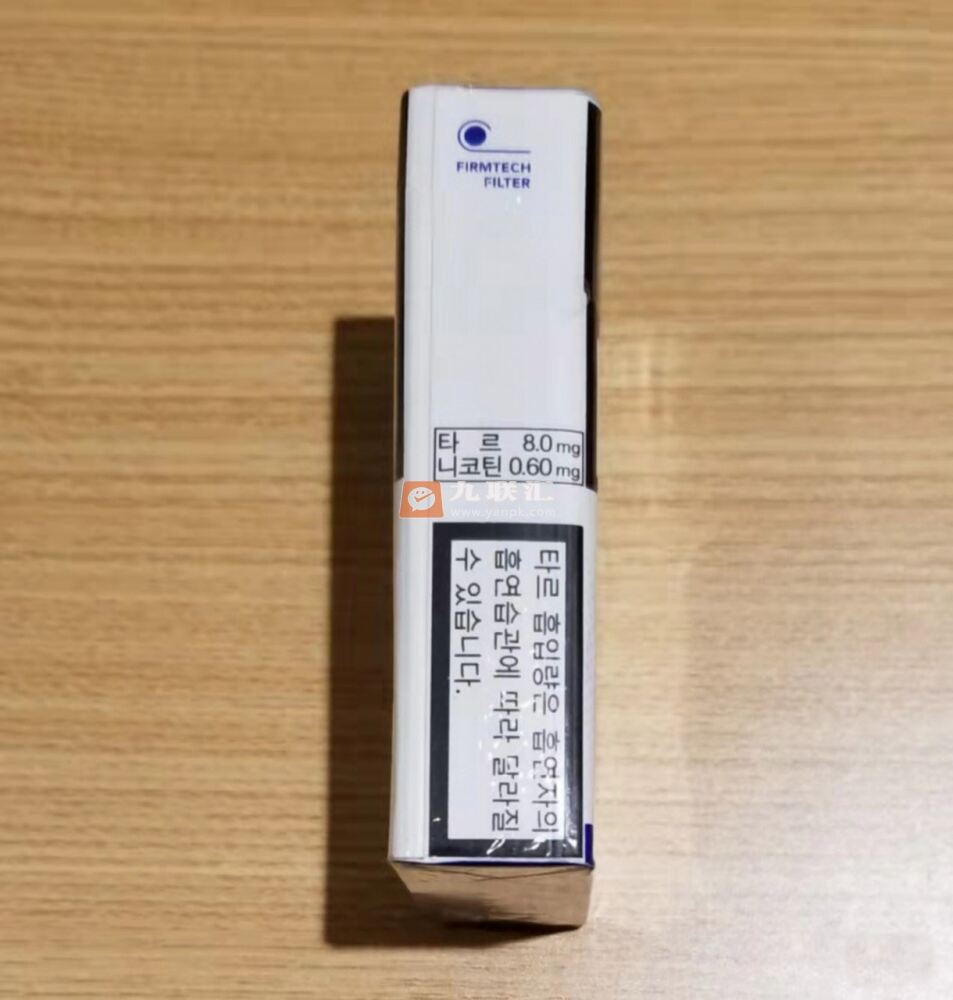 FIRMTECH
FILTER
타 르 8.0 mg
니코틴 0.60 mg
九联汇
www.yanpk.com
타르 흡입량은 흡연자의
흡연습관에 따라 달라질
수 있습니다.